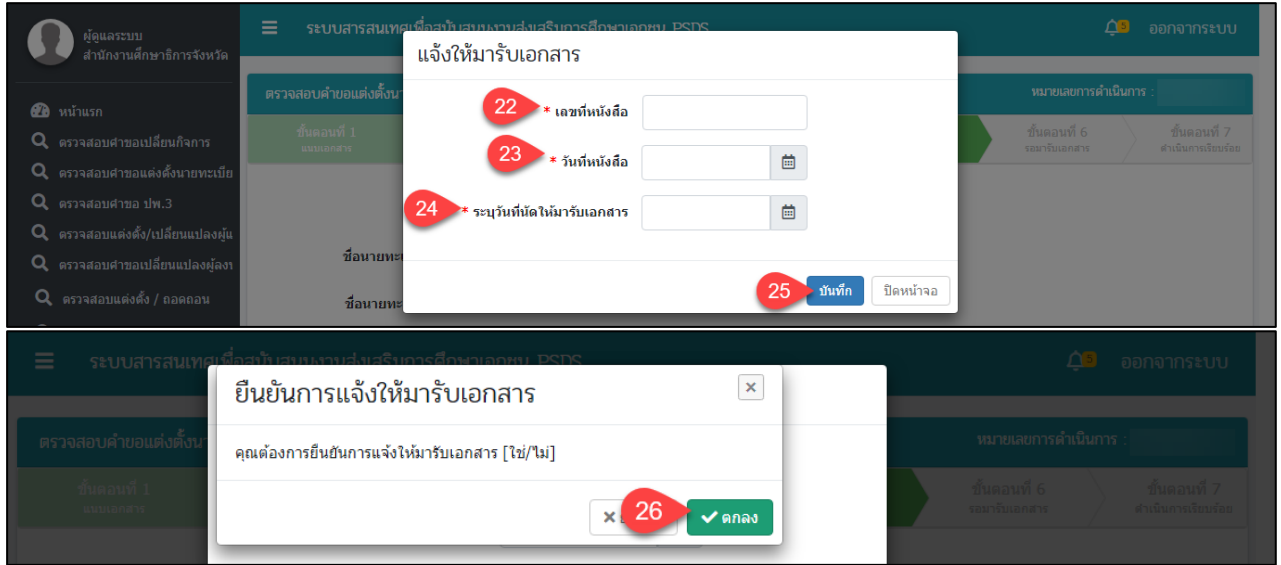 ผู้ดูแลระบบ
สำนักงานศึกษาธิการจังหวัด
ระบบสารสนเทศเพื่อสนับสนุนงานส่งเสริมการศึกษาเอกชน PSDS
5
ออกจากระบบ
แจ้งให้มารับเอกสาร
ตรวจสอบคำขอแต่งตั้งนา
หมายเลขการดำเนินการ :
หน้าแรก
22
* เลขที่หนังสือ
ขั้นตอนที่ 1
แนบเอกสาร
ขั้นตอนที่ 6
รอมารับเอกสาร
ขั้นตอนที่ 7
ดำเนินการเรียบร้อย
ตรวจสอบคำขอเปลี่ยนกิจการ
23
* วันที่หนังสือ
ตรวจสอบคำขอแต่งตั้งนายทะเบีย
ตรวจสอบคำขอ ปพ.3
24
* ระบุวันที่นัดให้มารับเอกสาร
ตรวจสอบแต่งตั้ง/เปลี่ยนแปลงผู้แ
ตรวจสอบคำขอเปลี่ยนแปลงผู้ลงา
ชื่อนายทะเ
ตรวจสอบแต่งตั้ง / ถอดถอน
ชื่อนายทะ
25
บันทึก
ปิดหน้าจอ
ระบบสารสนเทศเพื่อสนับสนุนงานส่งเสริมการศึกษาเอกชน PSDS
5
ออกจากระบบ
ยืนยันการแจ้งให้มารับเอกสาร
ตรวจสอบคำขอแต่งตั้งนา
หมายเลขการดำเนินการ :
คุณต้องการยืนยันการแจ้งให้มารับเอกสาร [ใช่/ไม่]
ขั้นตอนที่ 1
แนบเอกสาร
ขั้นตอนที่ 6
รอมารับเอกสาร
ขั้นตอนที่ 7
ดำเนินการเรียบร้อย
26
ตกลง